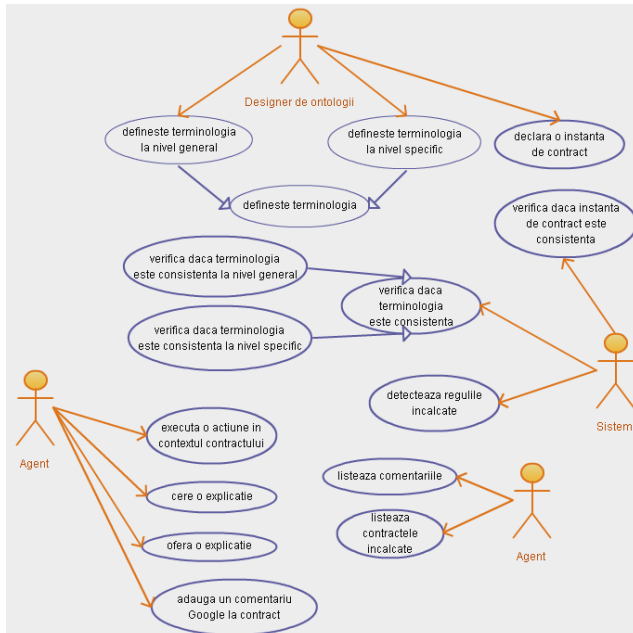 Designer de ontologii
defineste terminologia
la nivel general
defineste terminologia
la nivel specific
declara o instanta
de contract
defineste terminologia
verifica daca instanta
de contract este
consistenta
verifica daca terminologia
este consistenta la nivel general
verifica daca
terminologia
este consistenta
verifica daca terminologia
este consistenta la nivel specific
detecteaza regulile
incalcate
Sistem
Agent
executa o actiune in
contextul contractului
cere o explicatie
ofera o explicatie
adauga un comentariu
Google la contract
listeaza comentariile
listeaza
contractele
incalcate
Agent